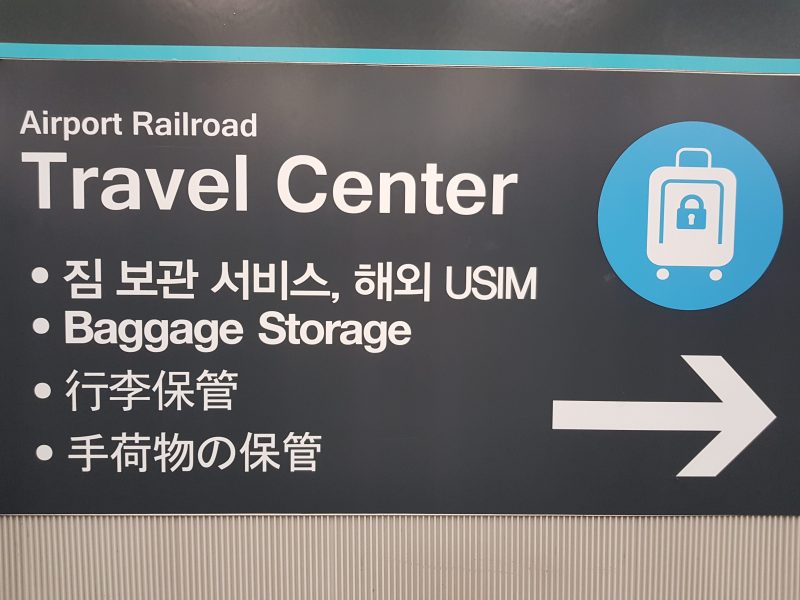 Airport Railroad
Travel Center
• 짐 보관 서비스, 해외 USIM
• Baggage Storage
• 行李保管
• 手荷物の保管